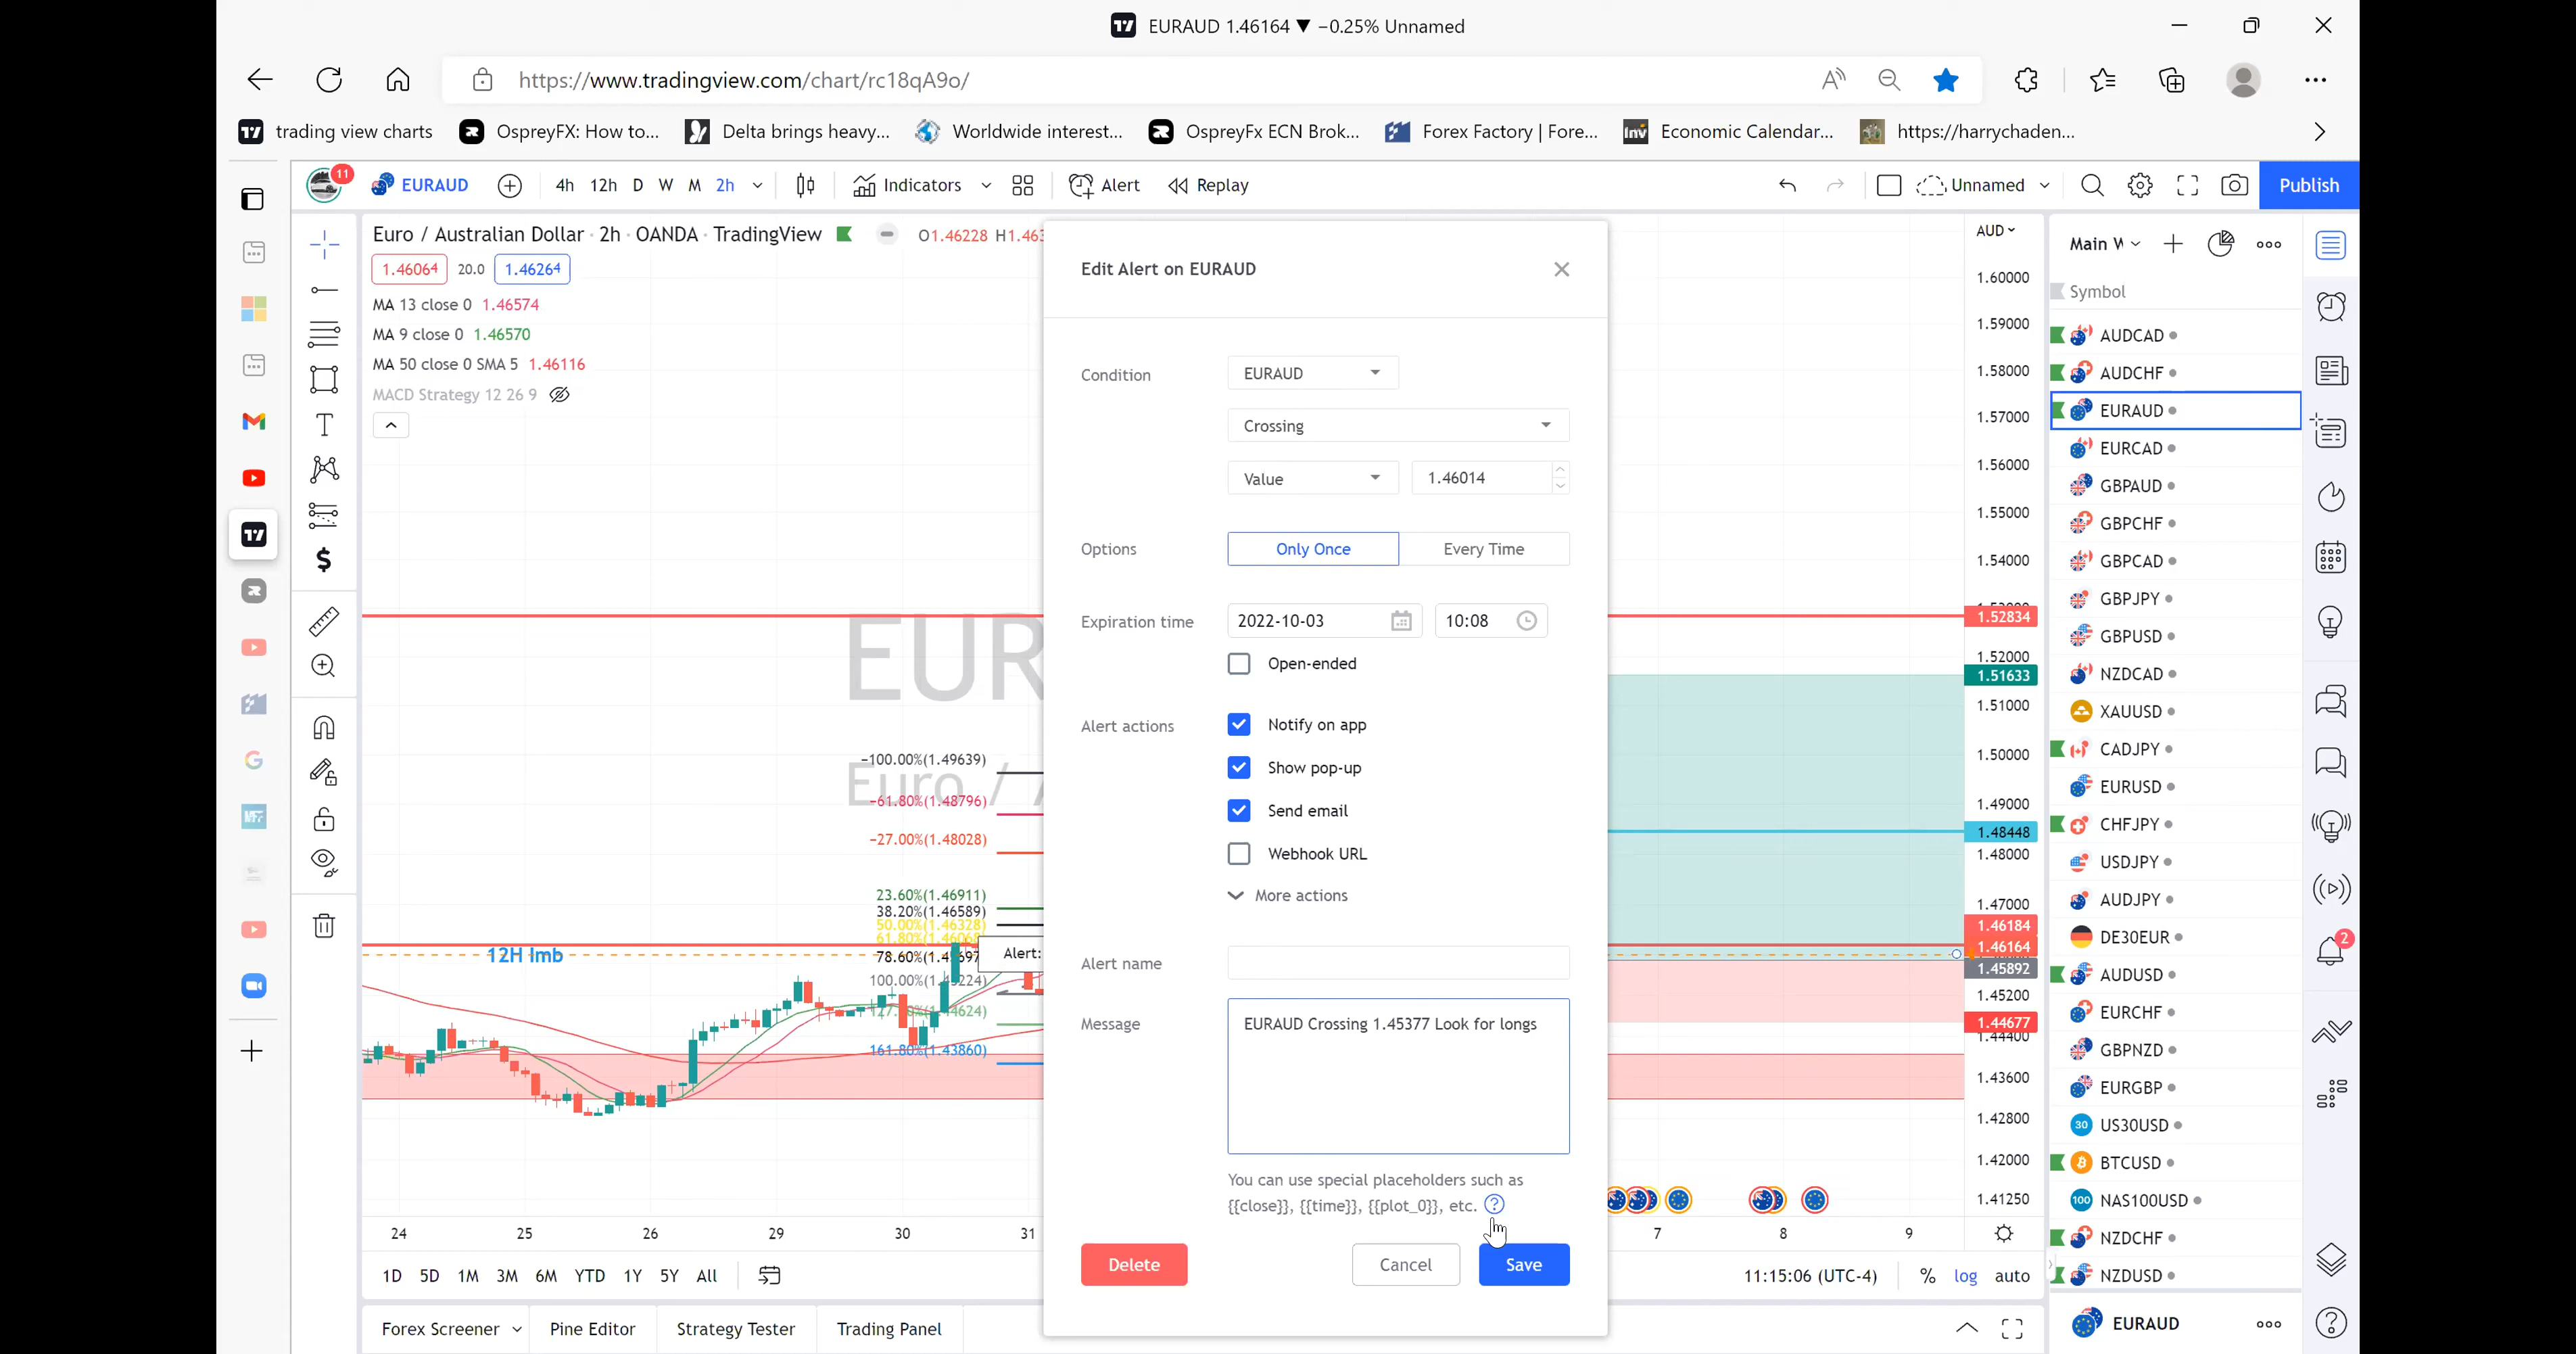 EURAUD 1.46164 ▼ −0.25% Unnamed
https://www.tradingview.com/chart/rc18qA9o/
trading view charts OspreyFX: How to... Delta brings heavy... Worldwide interest... OspreyFx ECN Brok... Forex Factory | Fore... Economic Calendar... https://harrychaden...
11 EURAUD 4h 12h D W M 2h Indicators Alert Replay Unnamed Publish
Euro / Australian Dollar · 2h · OANDA · TradingView O1.46228 H1.463
1.46064 20.0 1.46264
MA 13 close 0 1.46574
MA 9 close 0 1.46570
MA 50 close 0 SMA 5 1.46116
MACD Strategy 12 26 9
EUR
Euro /
−100.00%(1.49639)
−61.80%(1.48796)
−27.00%(1.48028)
23.60%(1.46911)
38.20%(1.46589)
50.00%(1.46328)
78.60%
100.00%
161.80%(1.43860)
12H Imb
Alert:
Edit Alert on EURAUD
Condition EURAUD
Crossing
Value 1.46014
Options Only Once Every Time
Expiration time 2022-10-03 10:08
Open-ended
Alert actions Notify on app
Show pop-up
Send email
Webhook URL
More actions
Alert name
Message EURAUD Crossing 1.45377 Look for longs
You can use special placeholders such as
{{close}}, {{time}}, {{plot_0}}, etc.
Delete Cancel Save
AUD
1.60000
1.59000
1.58000
1.57000
1.56000
1.55000
1.54000
1.52834
1.52000
1.51633
1.51000
1.50000
1.49000
1.48448
1.48000
1.47000
1.46184
1.46164
1.45892
1.45200
1.44677
1.44400
1.43600
1.42800
1.42000
1.41250
24 25 26 29 30 31 7 8 9
1D 5D 1M 3M 6M YTD 1Y 5Y All 11:15:06 (UTC-4) % log auto
Forex Screener Pine Editor Strategy Tester Trading Panel
Main W
Symbol
AUDCAD
AUDCHF
EURAUD
EURCAD
GBPAUD
GBPCHF
GBPCAD
GBPJPY
GBPUSD
NZDCAD
XAUUSD
CADJPY
EURUSD
CHFJPY
USDJPY
AUDJPY
DE30EUR
AUDUSD
EURCHF
GBPNZD
EURGBP
30 US30USD
BTCUSD
100 NAS100USD
NZDCHF
NZDUSD
EURAUD
2